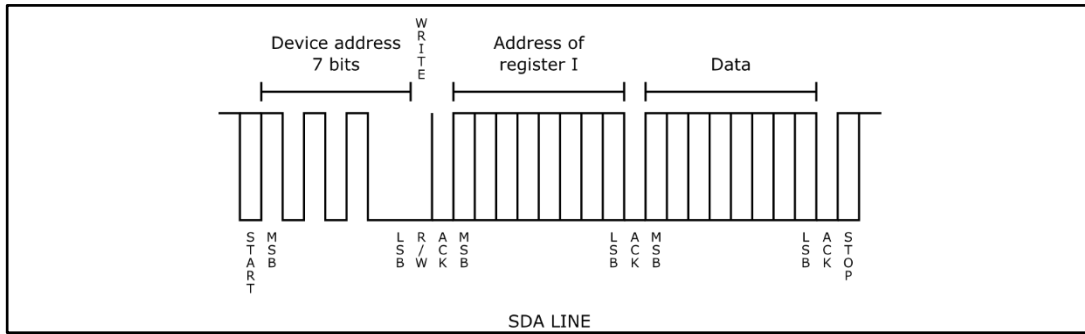 WRITE
Device address
7 bits
Address of
register I
Data
START
MSB
LSB
R/W
ACK
MSB
LSB
ACK
MSB
LSB
ACK
STOP
SDA LINE